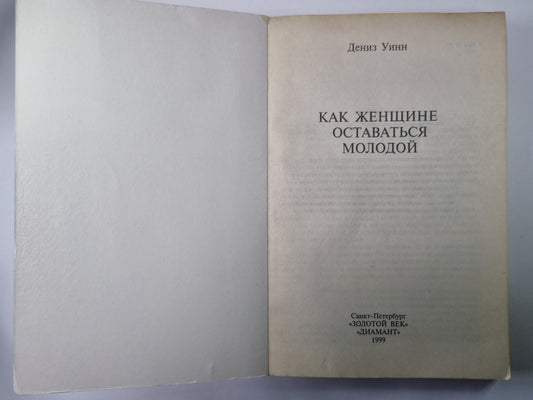 Дениз Уинн
КАК ЖЕНЩИНЕ
ОСТАВАТЬСЯ
МОЛОДОЙ
Санкт-Петербург
«ЗОЛОТОЙ ВЕК»
«ДИАМАНТ»
1999